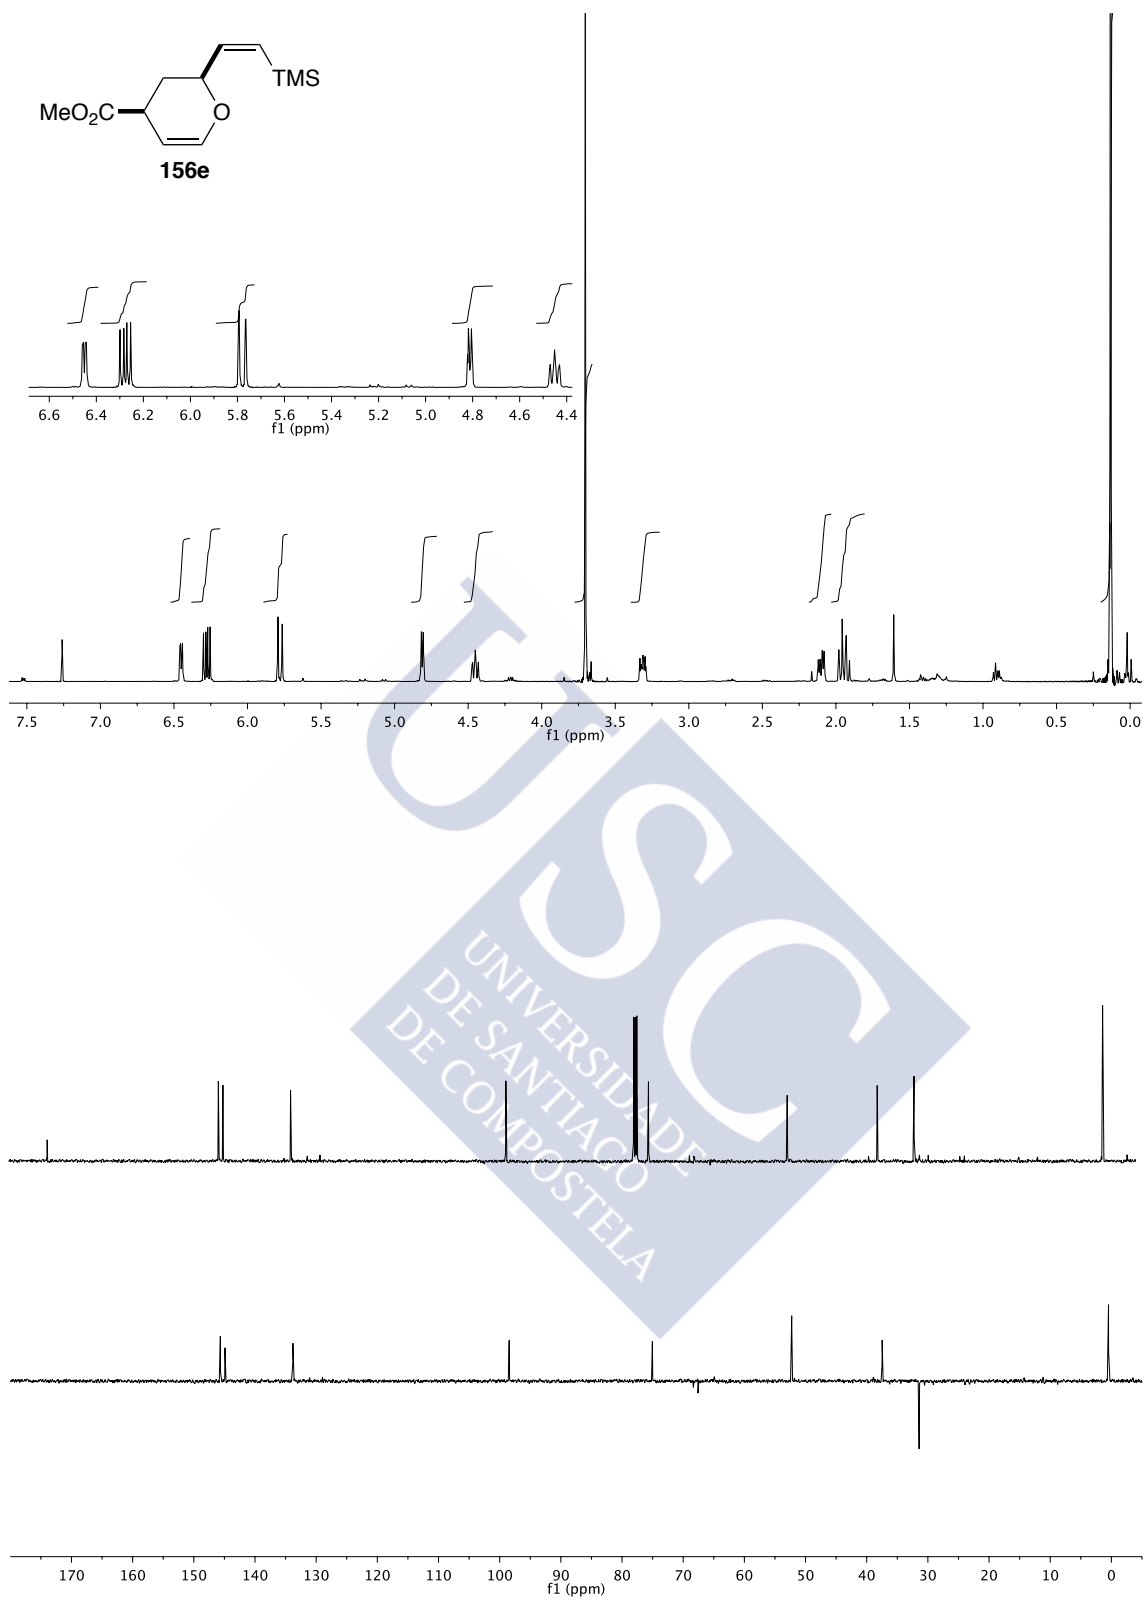 TMS
MeO2C
O
156e
6.6 6.4 6.2 6.0 5.8 5.6 5.4 5.2 5.0 4.8 4.6 4.4
f1 (ppm)
7.5 7.0 6.5 6.0 5.5 5.0 4.5 4.0 3.5 3.0 2.5 2.0 1.5 1.0 0.5 0.0
f1 (ppm)
USC
UNIVERSIDADE
DE SANTIAGO
DE COMPOSTELA
170 160 150 140 130 120 110 100 90 80 70 60 50 40 30 20 10 0
f1 (ppm)